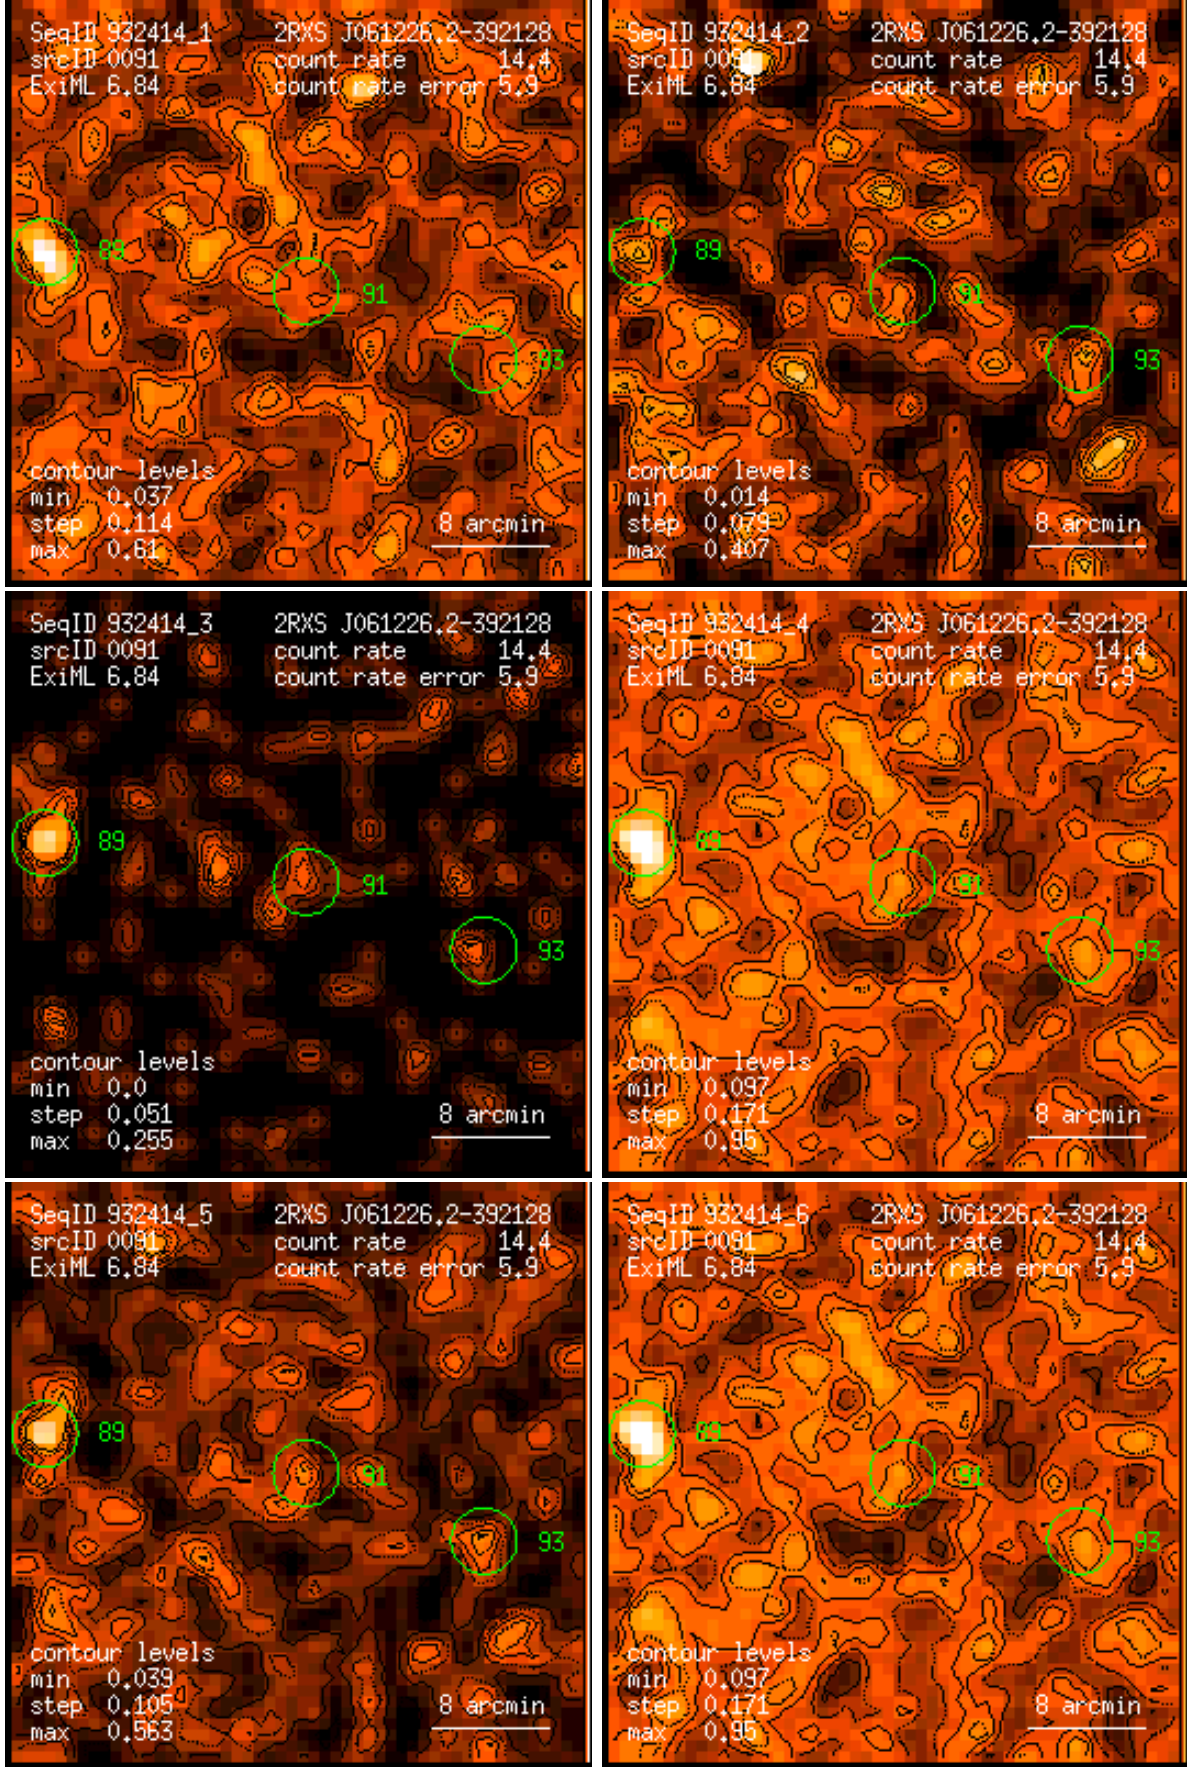 SeqID 932414_1 2RXS J061226.2-392128
srcID 0091 count rate 14.4
ExiML 6.84 count rate error 5.9
89
91
93
contour levels
min 0.037
step 0.114 8 arcmin
max 0.61
SeqID 932414_2 2RXS J061226.2-392128
srcID 0091 count rate 14.4
ExiML 6.84 count rate error 5.9
89
91
93
contour levels
min 0.014
step 0.079 8 arcmin
max 0.407
SeqID 932414_3 2RXS J061226.2-392128
srcID 0091 count rate 14.4
ExiML 6.84 count rate error 5.9
89
91
93
contour levels
min 0.0
step 0.051 8 arcmin
max 0.255
SeqID 932414_4 2RXS J061226.2-392128
srcID 0091 count rate 14.4
ExiML 6.84 count rate error 5.9
89
91
93
contour levels
min 0.097
step 0.171 8 arcmin
max 0.95
SeqID 932414_5 2RXS J061226.2-392128
srcID 0091 count rate 14.4
ExiML 6.84 count rate error 5.9
89
91
93
contour levels
min 0.039
step 0.105 8 arcmin
max 0.563
SeqID 932414_6 2RXS J061226.2-392128
srcID 0091 count rate 14.4
ExiML 6.84 count rate error 5.9
89
91
93
contour levels
min 0.097
step 0.171 8 arcmin
max 0.95